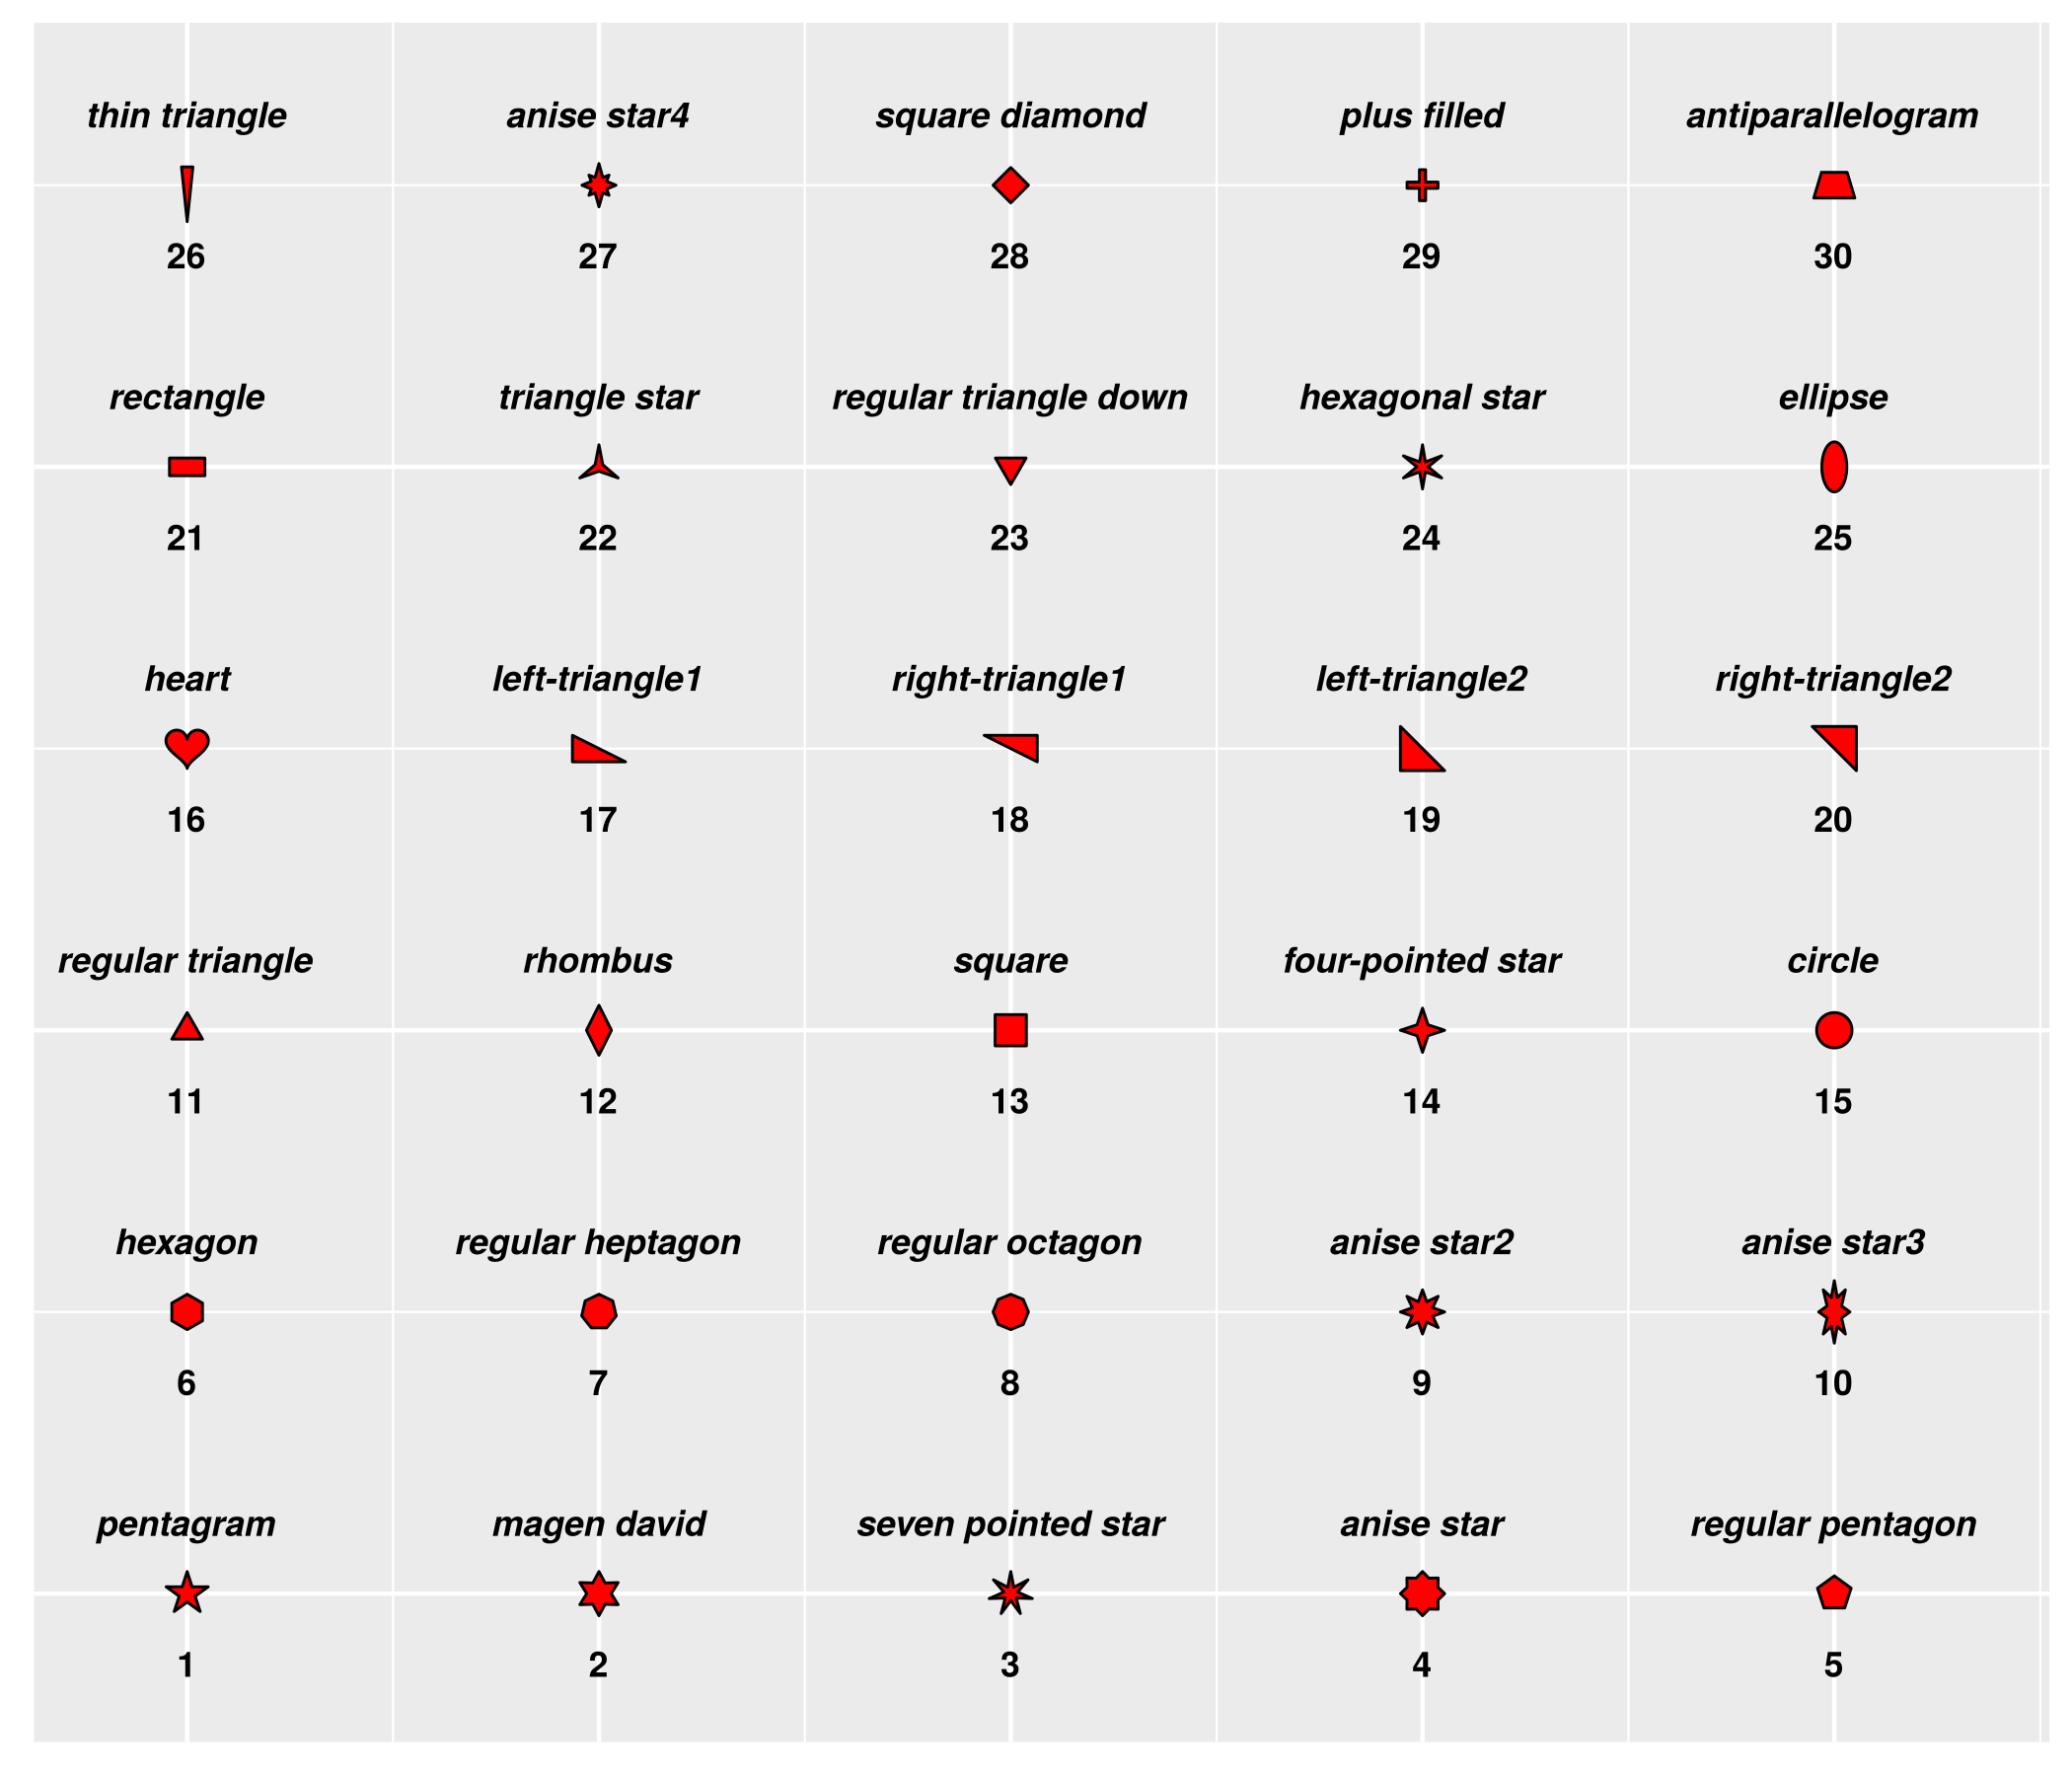 thin triangle anise star4 square diamond plus filled antiparallelogram
26 27 28 29 30
rectangle triangle star regular triangle down hexagonal star ellipse
21 22 23 24 25
heart left-triangle1 right-triangle1 left-triangle2 right-triangle2
16 17 18 19 20
regular triangle rhombus square four-pointed star circle
11 12 13 14 15
hexagon regular heptagon regular octagon anise star2 anise star3
6 7 8 9 10
pentagram magen david seven pointed star anise star regular pentagon
1 2 3 4 5